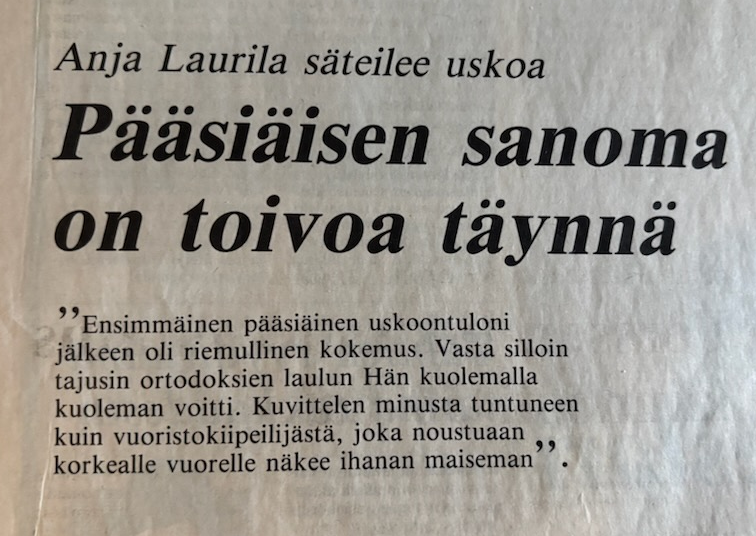 Anja Laurila säteilee uskoa
Pääsiäisen sanoma
on toivoa täynnä
”Ensimmäinen pääsiäinen uskoontuloni
jälkeen oli riemullinen kokemus. Vasta silloin
tajusin ortodoksien laulun Hän kuolemalla
kuoleman voitti. Kuvittelen minusta tuntuneen
kuin vuoristokiipeilijästä, joka noustuaan
korkealle vuorelle näkee ihanan maiseman”.